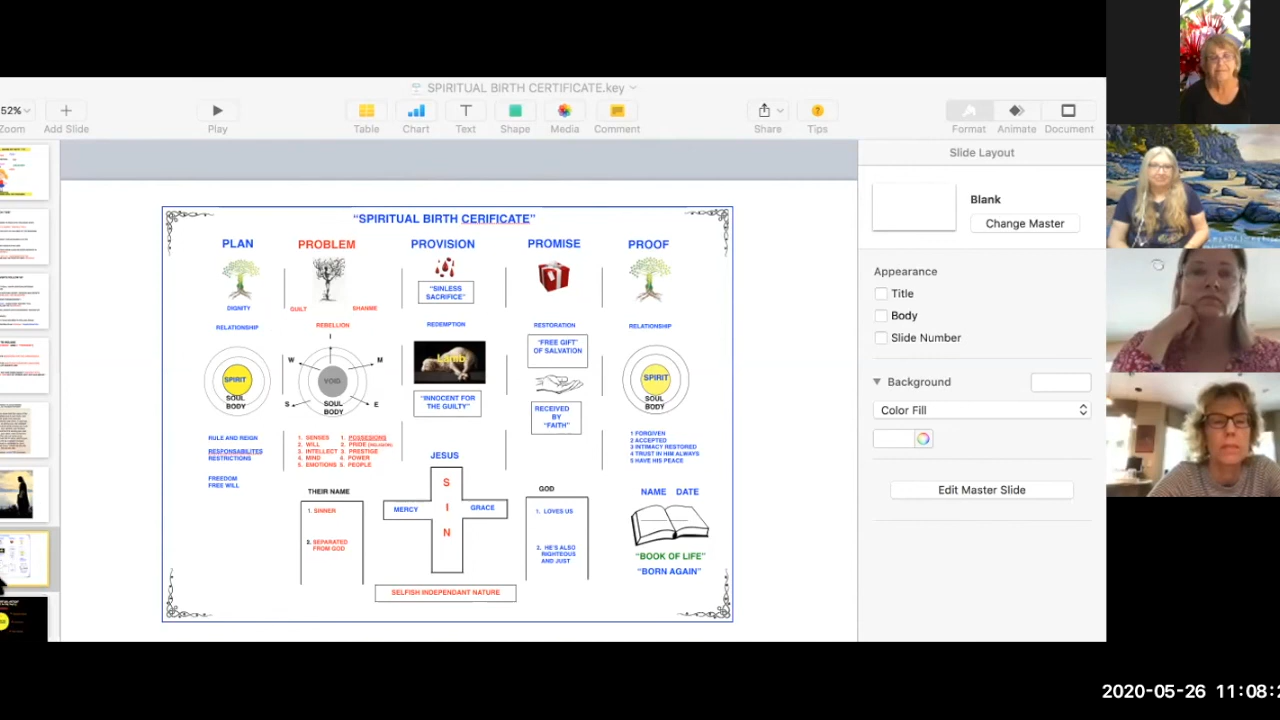 SPIRITUAL BIRTH CERTIFICATE.key
52%
Zoom
Add Slide
Play
Table
Chart
Text
Shape
Media
Comment
Share
Tips
Format
Animate
Document
Slide Layout
Blank
Change Master
Appearance
Title
Body
Slide Number
Background
Color Fill
Edit Master Slide
"SPIRITUAL BIRTH CERIFICATE"
PLAN
PROBLEM
PROVISION
PROMISE
PROOF
DIGNITY
GUILT
SHANME
"SINLESS
SACRIFICE"
RELATIONSHIP
REBELLION
REDEMPTION
RESTORATION
RELATIONSHIP
SPIRIT
SOUL
BODY
I
W
M
VOID
S
E
SOUL
BODY
Lamb
"INNOCENT FOR
THE GUILTY"
"FREE GIFT"
OF SALVATION
RECEIVED
BY
"FAITH"
SPIRIT
SOUL
BODY
RULE AND REIGN
RESPONSABILITES
RESTRICTIONS
FREEDOM
FREE WILL
1. SENSES
2. WILL
3. INTELLECT
4. MIND
5. EMOTIONS
1. POSSESIONS
2. PRIDE
3. PRESTIGE
4. POWER
5. PEOPLE
1 FORGIVEN
2 ACCEPTED
3 INTIMACY RESTORED
4 TRUST IN HIM ALWAYS
5 HAVE HIS PEACE
THEIR NAME
1. SINNER
2. SEPARATED
FROM GOD
JESUS
S
I
N
MERCY
GRACE
GOD
1. LOVES US
2. HE'S ALSO
RIGHTEOUS
AND JUST
NAME DATE
"BOOK OF LIFE"
"BORN AGAIN"
SELFISH INDEPENDANT NATURE
2020-05-26 11:08:2